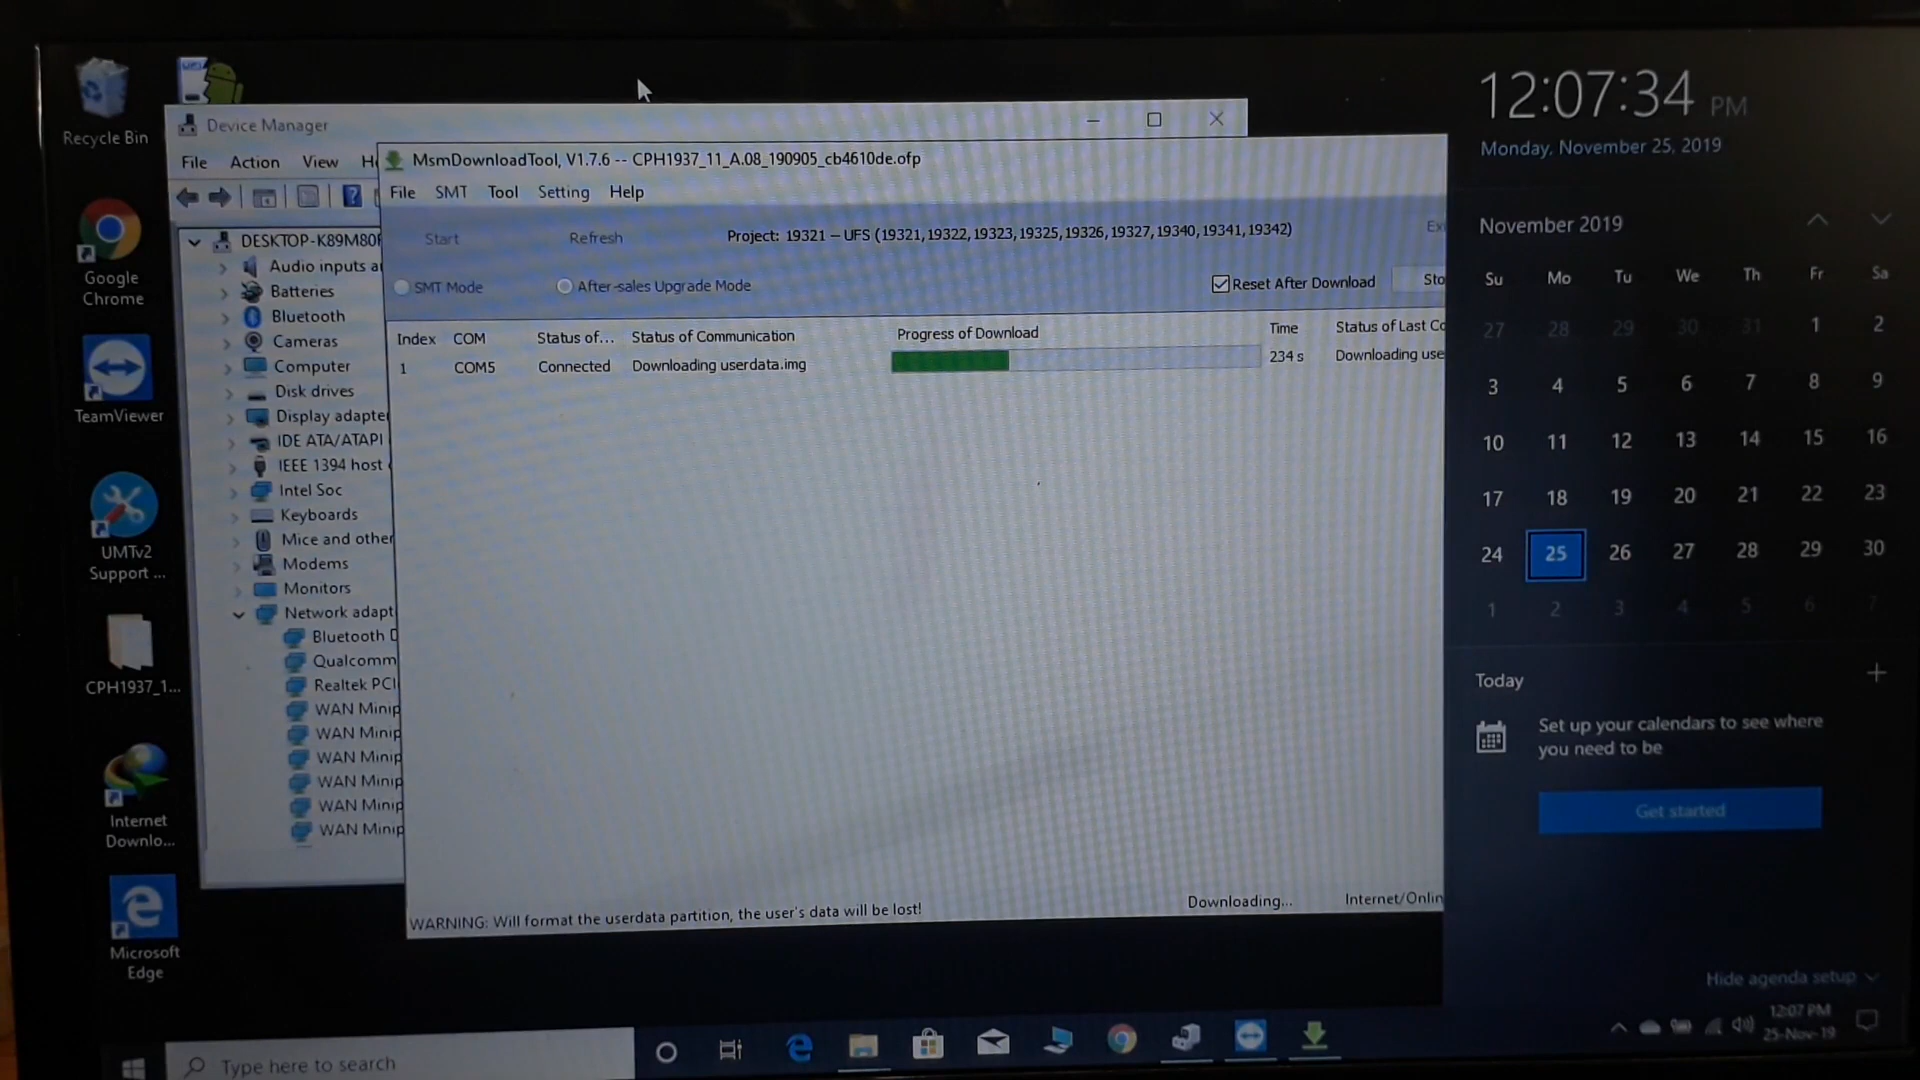 Recycle Bin
Google
Chrome
TeamViewer
UMTv2
Support ...
CPH1937_1...
Internet
Downlo...
Microsoft
Edge
Device Manager
File Action View
DESKTOP-K89M80
Audio inputs a
Batteries
Bluetooth
Cameras
Computer
Disk drives
Display adapte
IDE ATA/ATAPI
IEEE 1394 host
Intel Soc
Keyboards
Mice and other
Modems
Monitors
Network adapt
Bluetooth D
Qualcomm
Realtek PCI
WAN Minip
WAN Minip
WAN Minip
WAN Minip
WAN Minip
WAN Minip
MsmDownloadTool, V1.7.6 -- CPH1937_11_A.08_190905_cb4610de.ofp
File SMT Tool Setting Help
Start Refresh Project: 19321 – UFS (19321,19322,19323,19325,19326,19327,19340,19341,19342)
SMT Mode After-sales Upgrade Mode Reset After Download Sto
Index COM Status of... Status of Communication Progress of Download Time Status of Last Co
1 COM5 Connected Downloading userdata.img 234 s Downloading use
WARNING: Will format the userdata partition, the user's data will be lost! Downloading... Internet/Onlin
12:07:34 PM
Monday, November 25, 2019
November 2019
Su Mo Tu We Th Fr Sa
27 28 29 30 31 1 2
3 4 5 6 7 8 9
10 11 12 13 14 15 16
17 18 19 20 21 22 23
24 25 26 27 28 29 30
1 2 3 4 5 6 7
Today
Set up your calendars to see where
you need to be
Get started
Hide agenda setup
Type here to search
12:07 PM
25-Nov-19